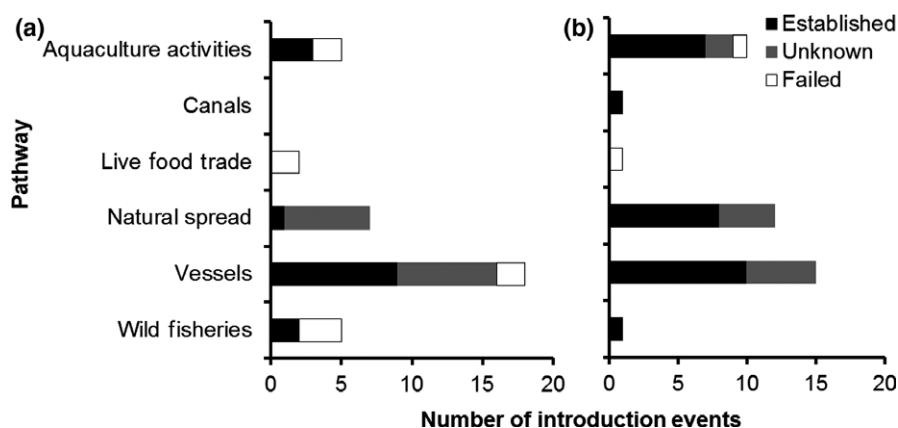 (a)
(b)
Established
Unknown
Failed
Pathway
Aquaculture activities
Canals
Live food trade
Natural spread
Vessels
Wild fisheries
0 5 10 15 20
0 5 10 15 20
Number of introduction events